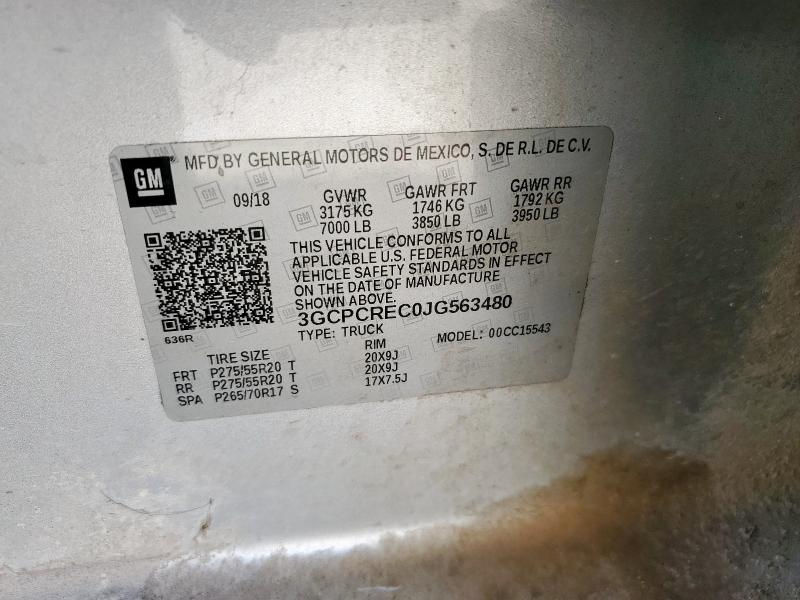 GM
MFD BY GENERAL MOTORS DE MEXICO, S. DE R.L. DE C.V.
09/18 GVWR GAWR FRT GAWR RR
3175 KG 1746 KG 1792 KG
7000 LB 3850 LB 3950 LB
THIS VEHICLE CONFORMS TO ALL
APPLICABLE U.S. FEDERAL MOTOR
VEHICLE SAFETY STANDARDS IN EFFECT
ON THE DATE OF MANUFACTURE
SHOWN ABOVE.
3GCPCREC0JG563480
636R
TYPE: TRUCK MODEL: 00CC15543
TIRE SIZE RIM
FRT P275/55R20 T 20X9J
RR P275/55R20 T 20X9J
SPA P265/70R17 S 17X7.5J